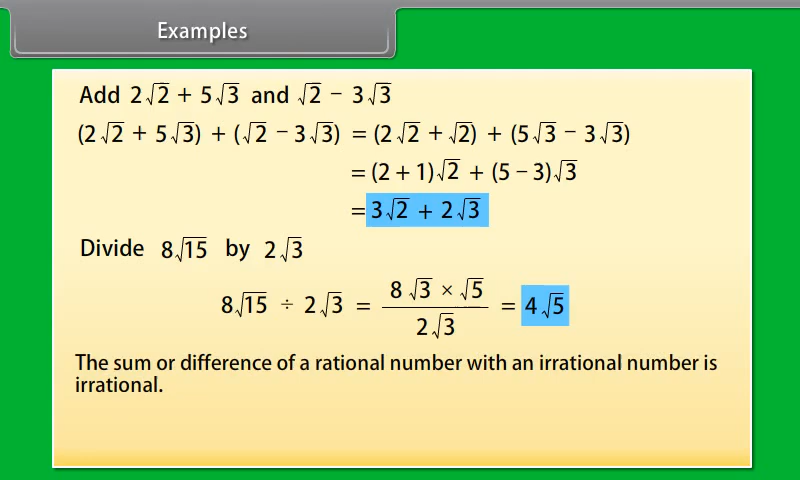 Examples
Add 2√2 + 5√3 and √2 − 3√3
(2√2 + 5√3) + (√2 − 3√3) = (2√2 + √2) + (5√3 − 3√3)
= (2 + 1)√2 + (5 − 3)√3
= 3√2 + 2√3
Divide 8√15 by 2√3
8√15 ÷ 2√3 = (8√3 × √5)/(2√3) = 4√5
The sum or difference of a rational number with an irrational number is
irrational.